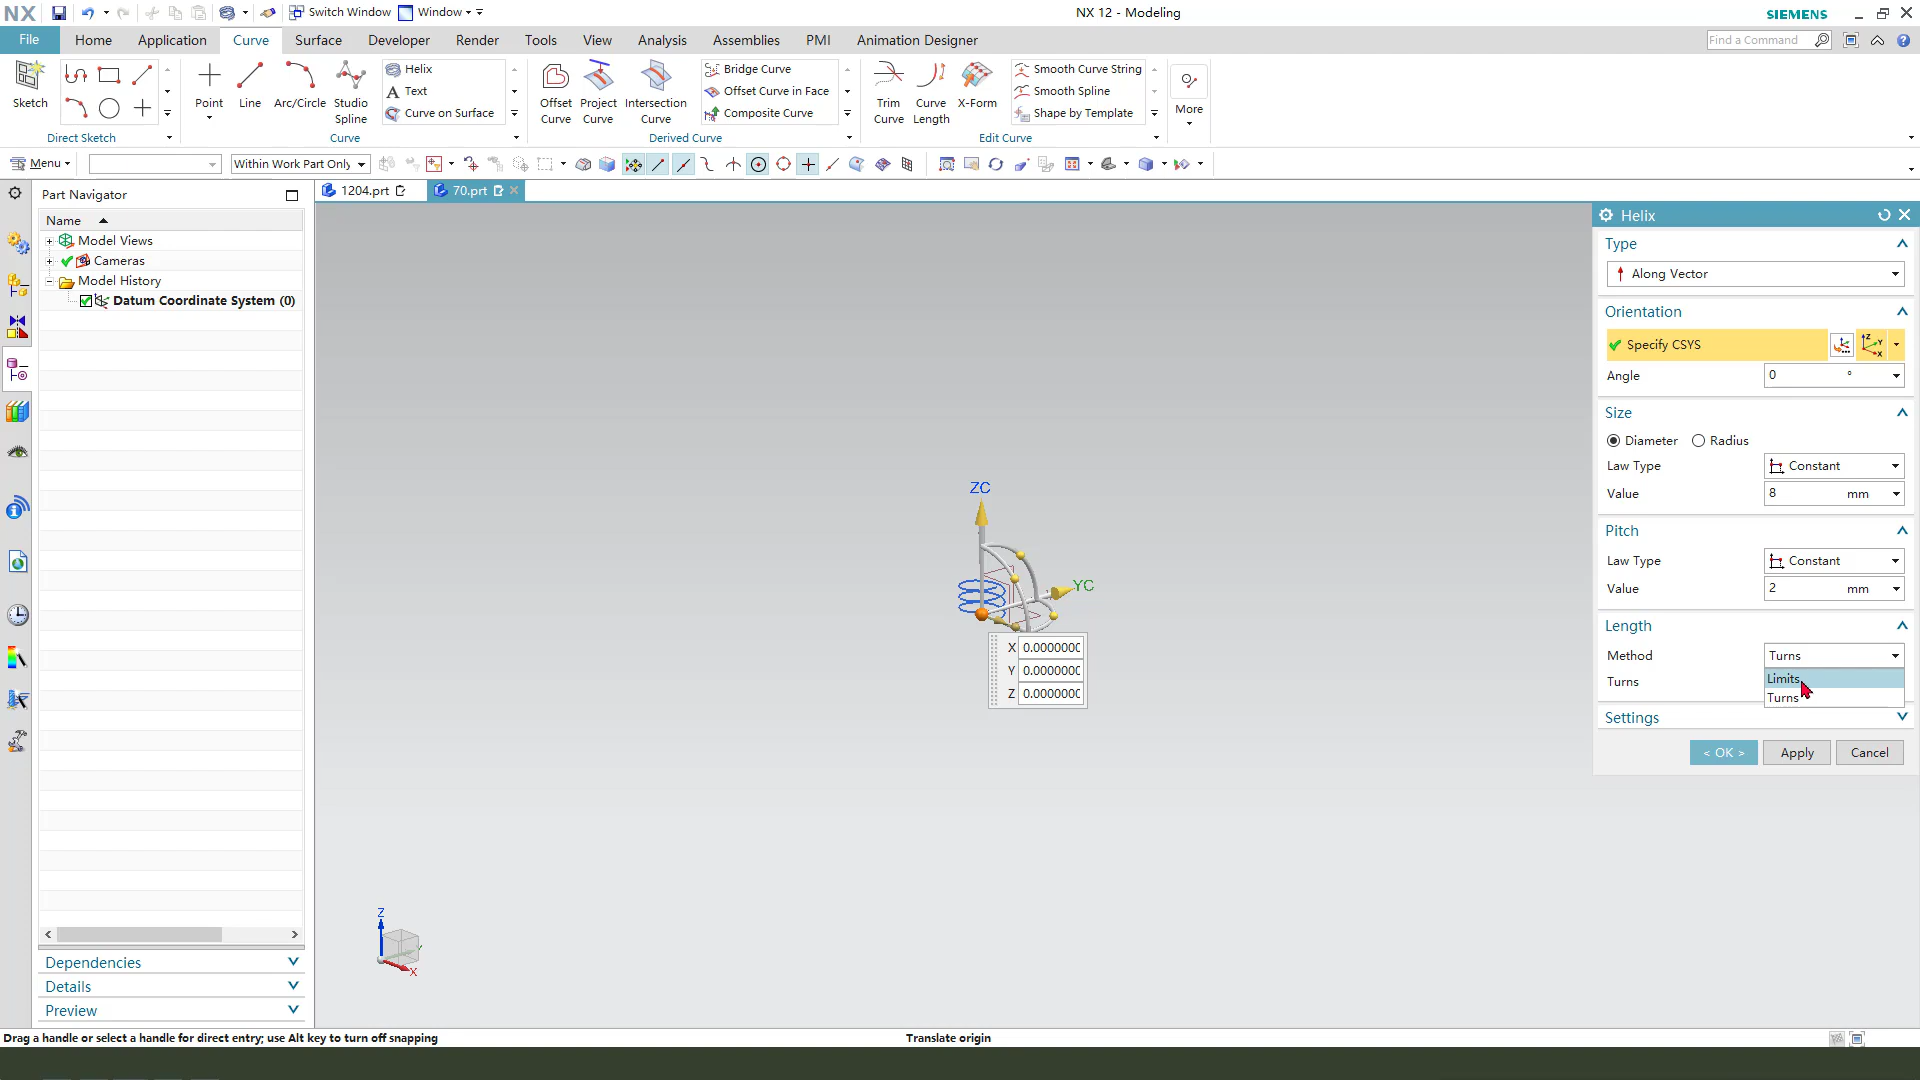 NX
Switch Window
Window
NX 12 - Modeling
SIEMENS
File
Home
Application
Curve
Surface
Developer
Render
Tools
View
Analysis
Assemblies
PMI
Animation Designer
Find a Command
Sketch
Direct Sketch
Point
Line
Arc/Circle
Studio Spline
Helix
Text
Curve on Surface
Curve
Offset Curve
Project Curve
Intersection Curve
Bridge Curve
Offset Curve in Face
Composite Curve
Derived Curve
Trim Curve
Curve Length
X-Form
Smooth Curve String
Smooth Spline
Shape by Template
Edit Curve
More
Menu
Within Work Part Only
Part Navigator
1204.prt
70.prt
Name
Model Views
Cameras
Model History
Datum Coordinate System (0)
Dependencies
Details
Preview
ZC
YC
X 0.0000000
Y 0.0000000
Z 0.0000000
Z
Y
X
Helix
Type
Along Vector
Orientation
Specify CSYS
Angle 0 °
Size
Diameter Radius
Law Type Constant
Value 8 mm
Pitch
Law Type Constant
Value 2 mm
Length
Method Turns
Turns
Limits
Turns
Settings
< OK >
Apply
Cancel
Drag a handle or select a handle for direct entry; use Alt key to turn off snapping
Translate origin